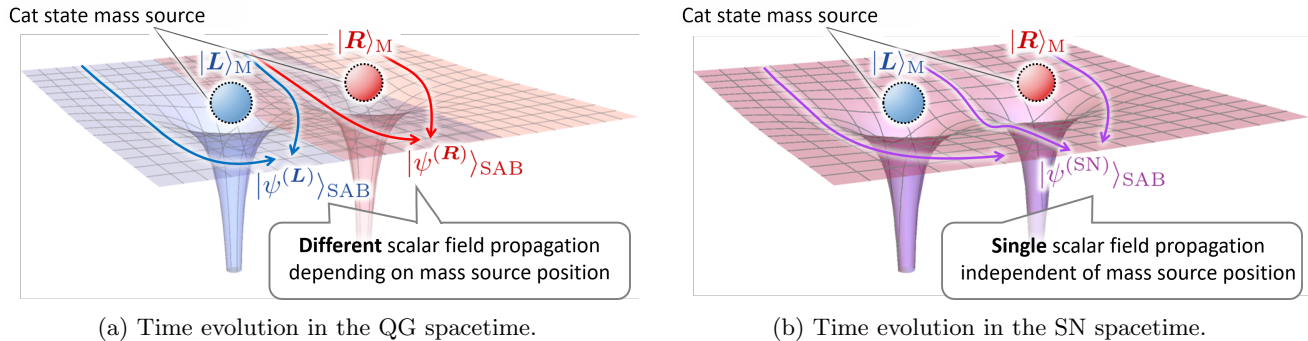 Cat state mass source
|L⟩M
|R⟩M
|ψ(L)⟩SAB
|ψ(R)⟩SAB
Different scalar field propagation
depending on mass source position
(a) Time evolution in the QG spacetime.
Cat state mass source
|L⟩M
|R⟩M
|ψ(SN)⟩SAB
Single scalar field propagation
independent of mass source position
(b) Time evolution in the SN spacetime.